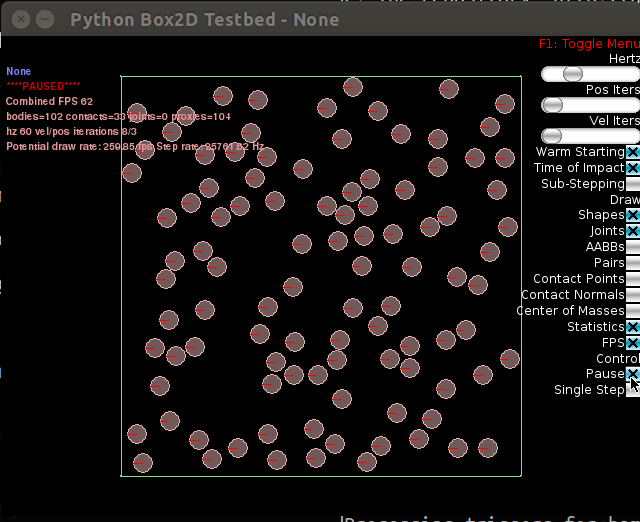 Python Box2D Testbed - None
F1: Toggle Menu
Hertz
None
****PAUSED****
Pos Iters
Combined FPS 62
bodies=102 contacts=33 joints=0 proxies=104
Vel Iters
hz 60 vel/pos iterations 8/3
Potential draw rate: 259.85 fps Step rate: Hz
Warm Starting
Time of Impact
Sub-Stepping
Draw
Shapes
Joints
AABBs
Pairs
Contact Points
Contact Normals
Center of Masses
Statistics
FPS
Control
Pause
Single Step